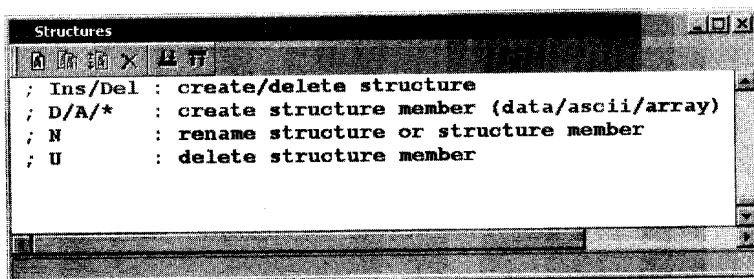 Structures
; Ins/Del : create/delete structure
; D/A/* : create structure member (data/ascii/array)
; N : rename structure or structure member
; U : delete structure member